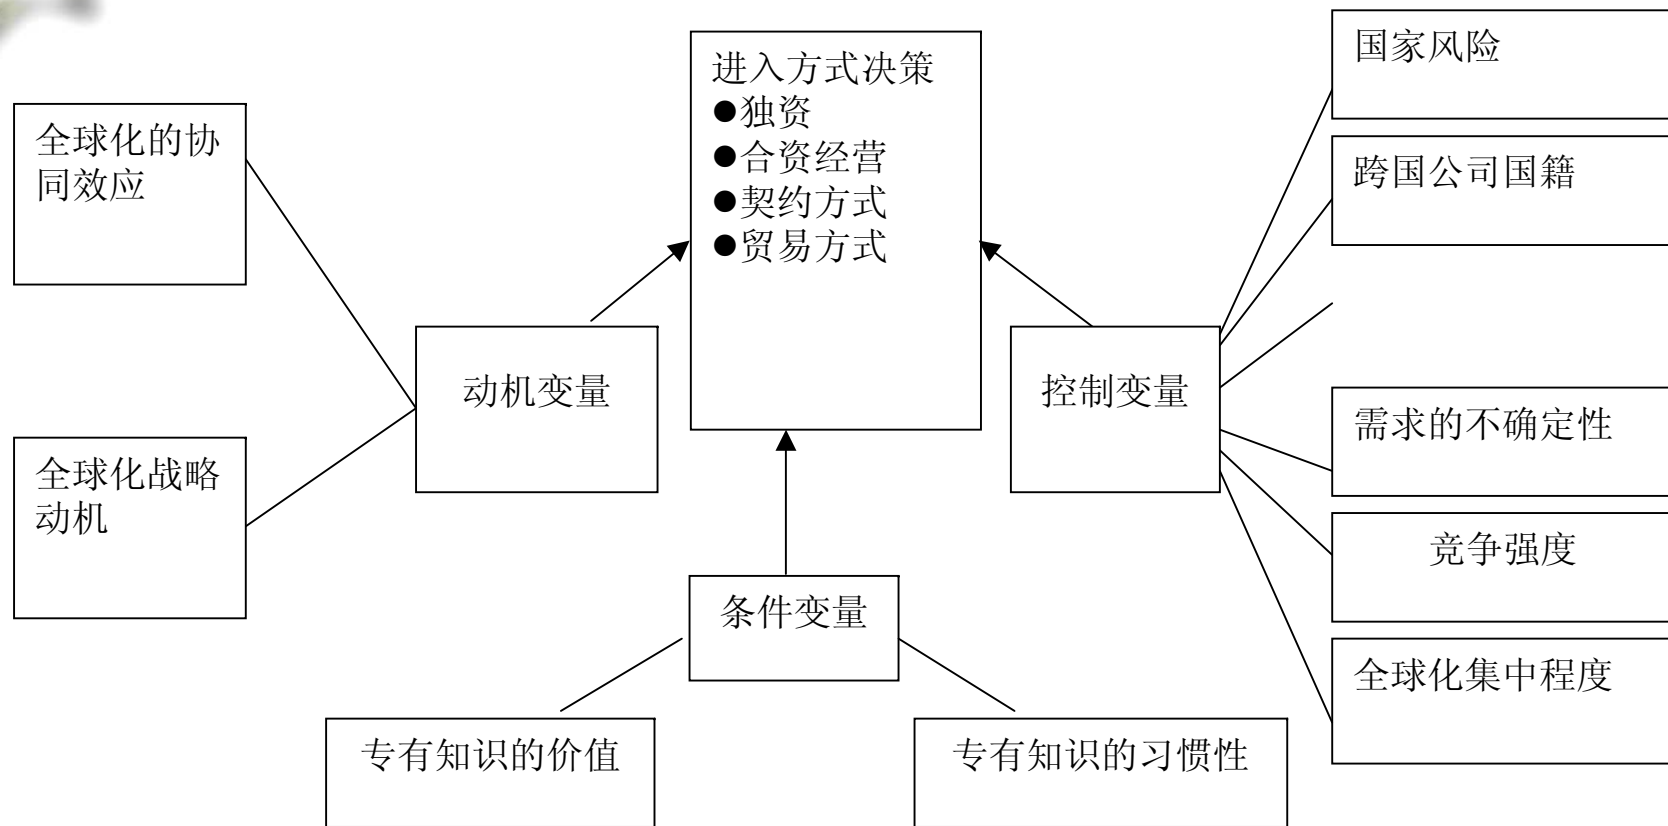 进入方式决策
●独资
●合资经营
●契约方式
●贸易方式
全球化的协
同效应
全球化战略
动机
动机变量
控制变量
条件变量
专有知识的价值
专有知识的习惯性
国家风险
跨国公司国籍
需求的不确定性
竞争强度
全球化集中程度